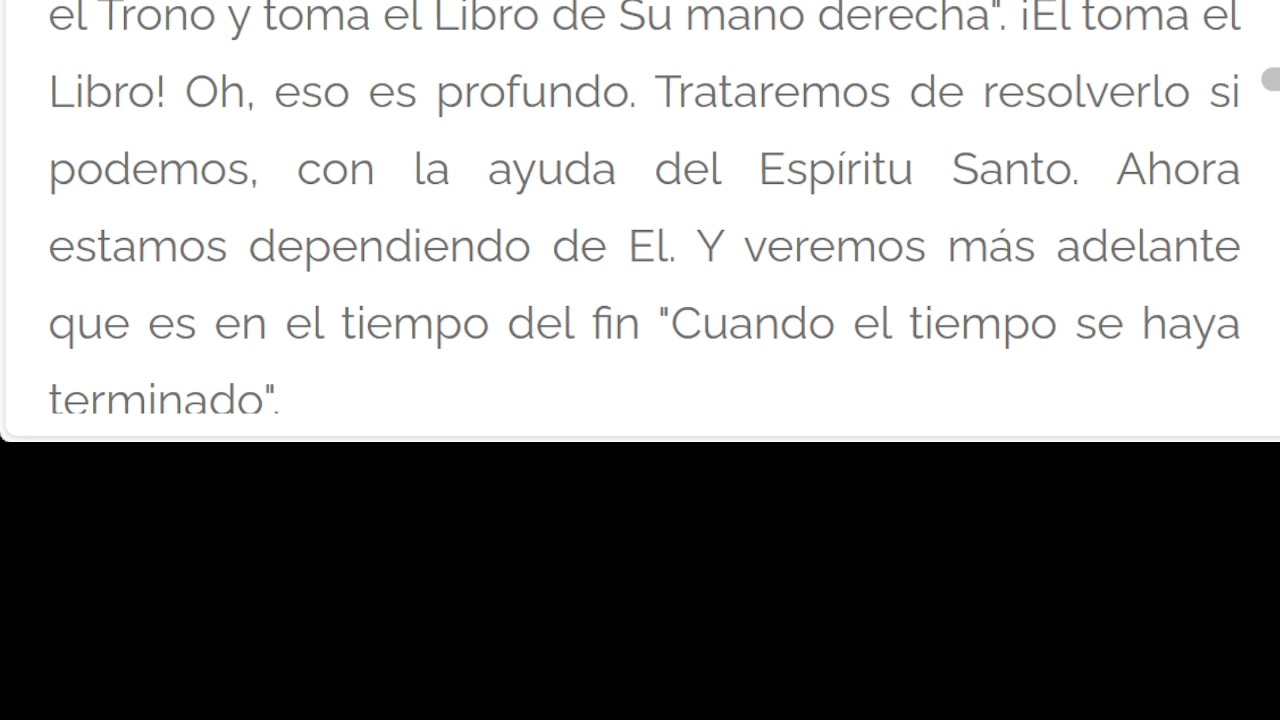 el Trono y toma el Libro de Su mano derecha". ¡El toma el
Libro! Oh, eso es profundo. Trataremos de resolverlo si
podemos, con la ayuda del Espíritu Santo. Ahora
estamos dependiendo de El. Y veremos más adelante
que es en el tiempo del fin "Cuando el tiempo se haya
terminado".